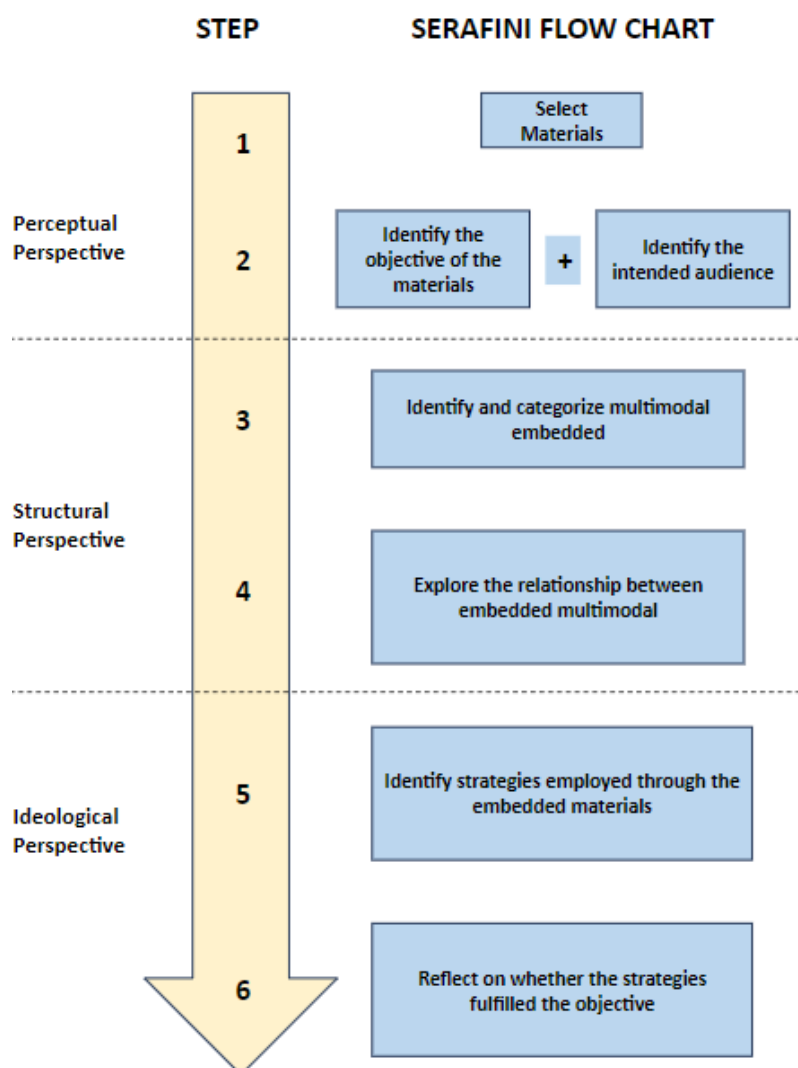 STEP
SERAFINI FLOW CHART
1
Select
Materials
Perceptual
Perspective
2
Identify the
objective of the
materials
+
Identify the
intended audience
3
Identify and categorize multimodal
embedded
Structural
Perspective
4
Explore the relationship between
embedded multimodal
5
Identify strategies employed through the
embedded materials
Ideological
Perspective
6
Reflect on whether the strategies
fulfilled the objective